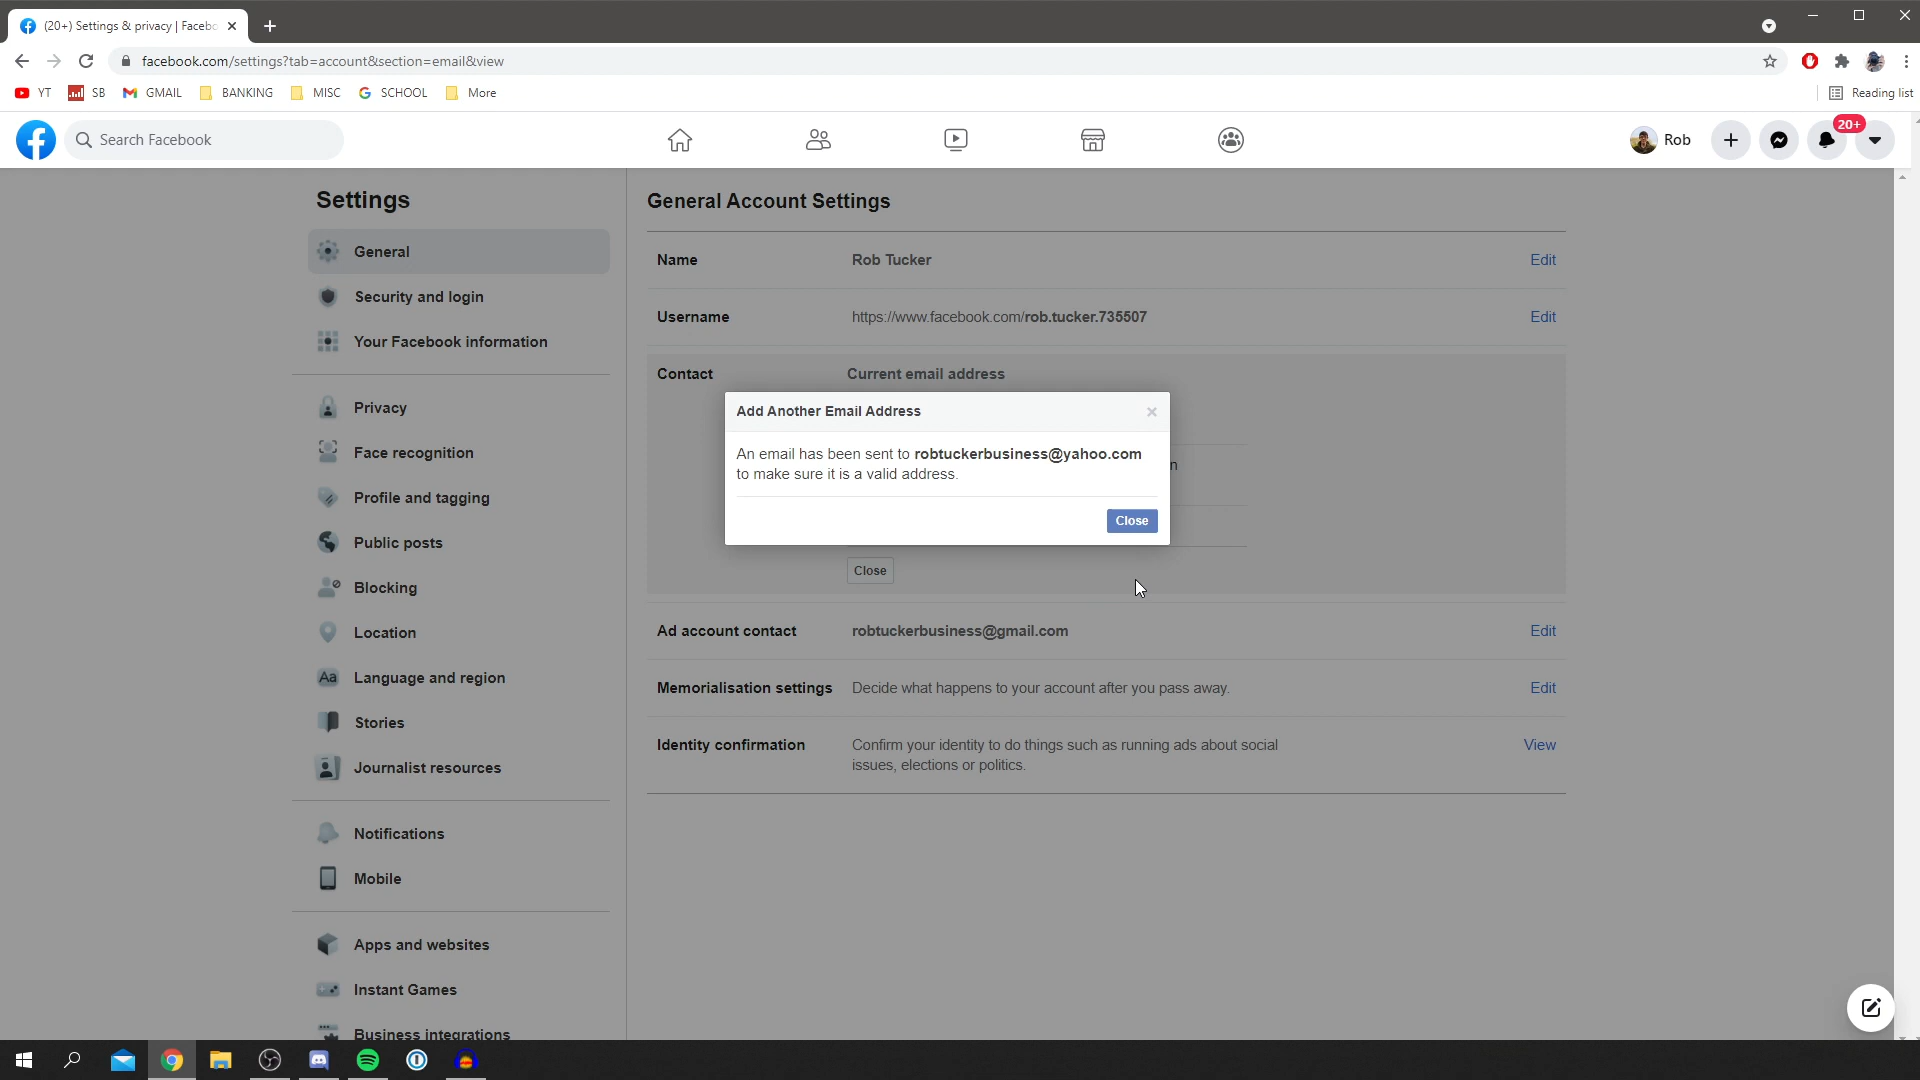 (20+) Settings & privacy | Facebo
facebook.com/settings?tab=account&section=email&view
YT SB GMAIL BANKING MISC SCHOOL More Reading list
Search Facebook Rob 20+
Settings
General
Security and login
Your Facebook information
Privacy
Face recognition
Profile and tagging
Public posts
Blocking
Location
Aa Language and region
Stories
Journalist resources
Notifications
Mobile
Apps and websites
Instant Games
Business integrations
General Account Settings
Name Rob Tucker Edit
Username https://www.facebook.com/rob.tucker.735507 Edit
Contact Current email address
Add Another Email Address
An email has been sent to robtuckerbusiness@yahoo.com
to make sure it is a valid address.
n
Close
Close
Ad account contact robtuckerbusiness@gmail.com Edit
Memorialisation settings Decide what happens to your account after you pass away. Edit
Identity confirmation Confirm your identity to do things such as running ads about social View
issues, elections or politics.